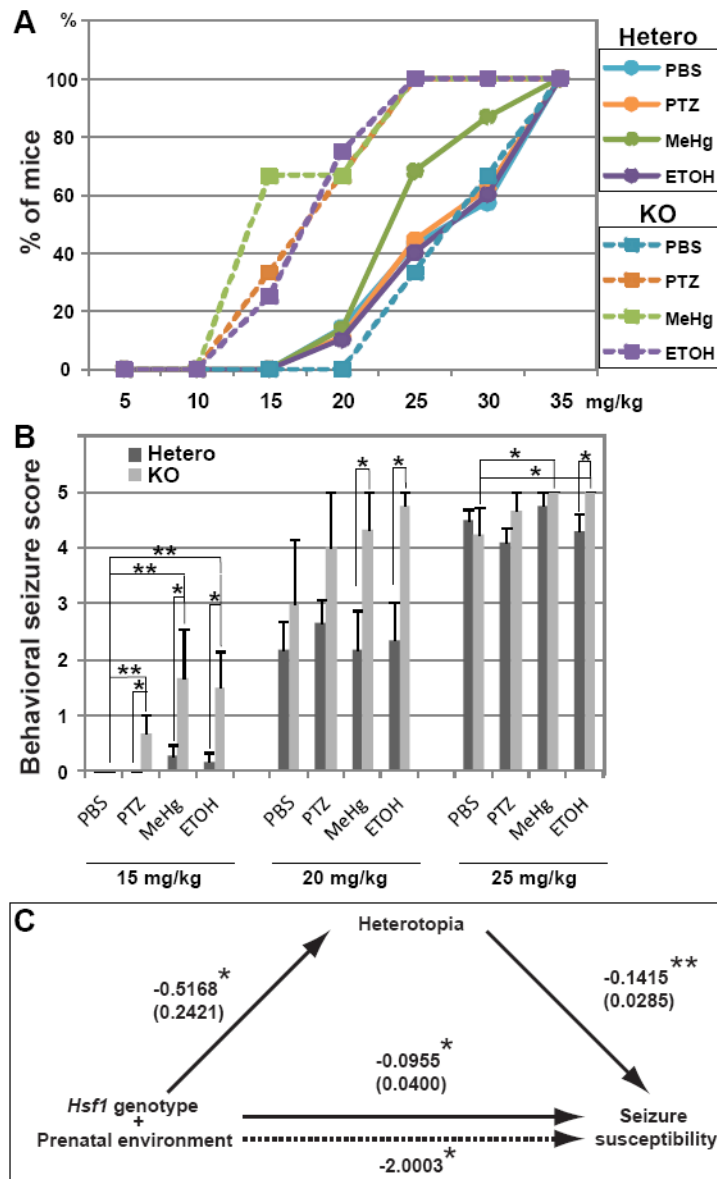 A
%
100
80
60
40
20
0
% of mice
5 10 15 20 25 30 35 mg/kg
Hetero
PBS
PTZ
MeHg
ETOH
KO
PBS
PTZ
MeHg
ETOH
B
Hetero
KO
Behavioral seizure score
5
4
3
2
1
0
** ** ** * * *
* *
* * *
PBS PTZ MeHg ETOH PBS PTZ MeHg ETOH PBS PTZ MeHg ETOH
15 mg/kg 20 mg/kg 25 mg/kg
C
Heterotopia
-0.5168*
(0.2421)
-0.1415**
(0.0285)
-0.0955*
(0.0400)
Hsf1 genotype
+
Prenatal environment
Seizure
susceptibility
-2.0003*